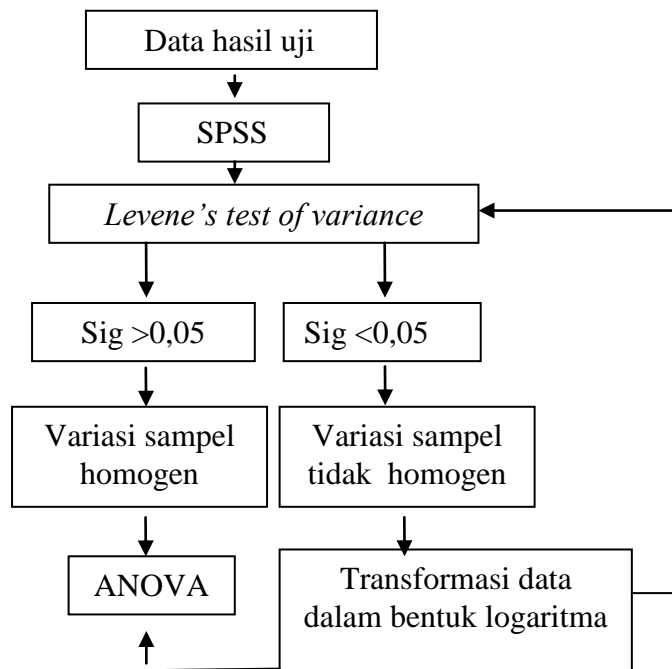 Data hasil uji
SPSS
Levene’s test of variance
Sig >0,05
Sig <0,05
Variasi sampel
homogen
Variasi sampel
tidak homogen
ANOVA
Transformasi data
dalam bentuk logaritma